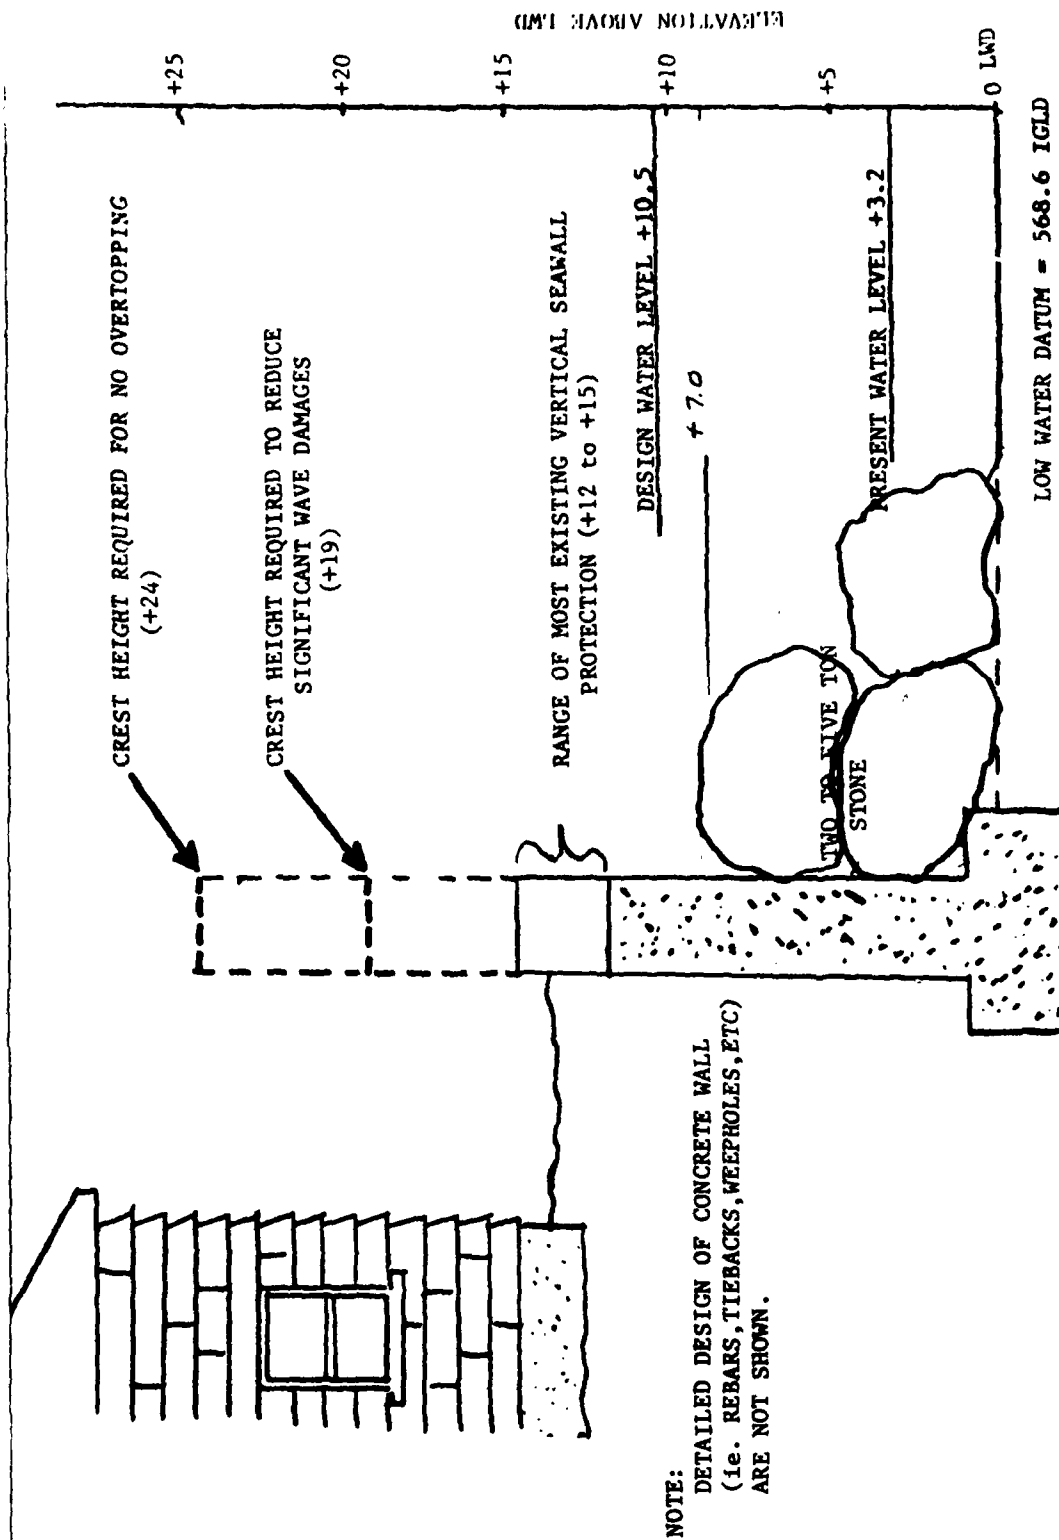 CREST HEIGHT REQUIRED FOR NO OVERTOPPING
(+24)
CREST HEIGHT REQUIRED TO REDUCE
SIGNIFICANT WAVE DAMAGES
(+19)
RANGE OF MOST EXISTING VERTICAL SEAWALL
PROTECTION (+12 to +15)
DESIGN WATER LEVEL +10.5
+ 7.0
PRESENT WATER LEVEL +3.2
TWO TO FIVE TON
STONE
+25
+20
+15
+10
+5
0 LWD
ELEVATION ABOVE LWD
LOW WATER DATUM = 568.6 IGLD
NOTE:
DETAILED DESIGN OF CONCRETE WALL
(ie. REBARS,TIEBACKS,WEEPHOLES,ETC)
ARE NOT SHOWN.